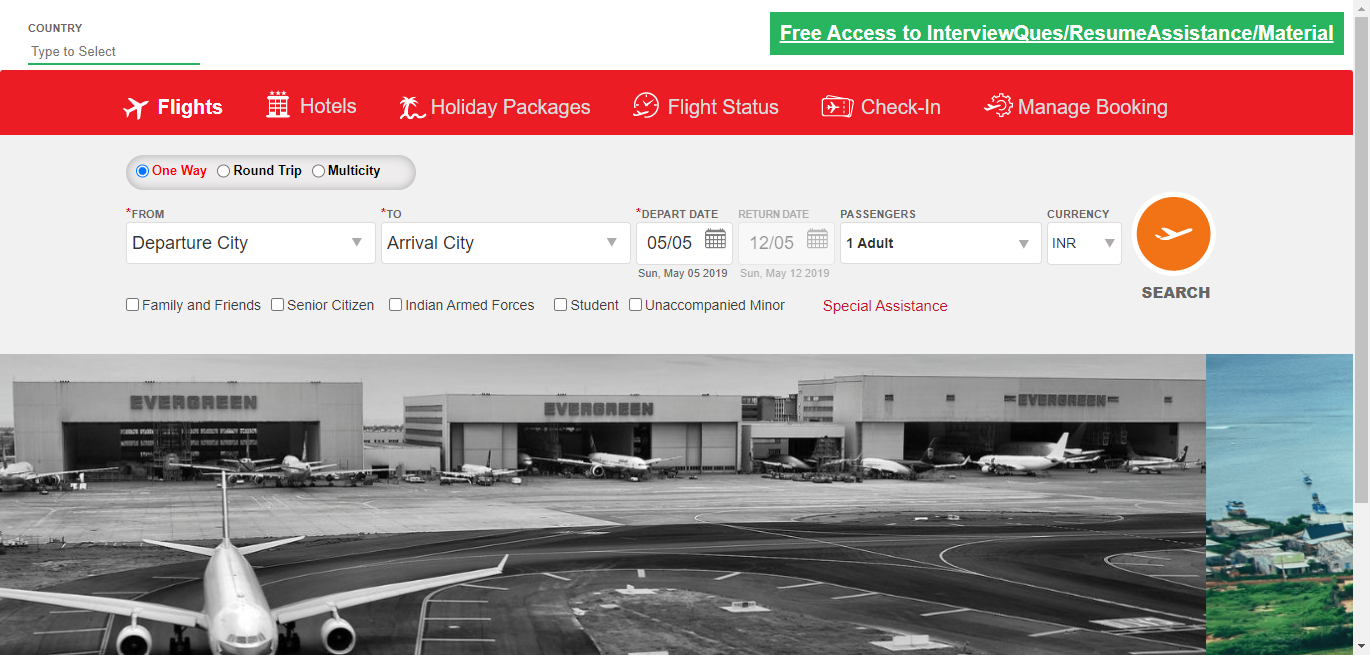 COUNTRY
Type to Select
Free Access to InterviewQues/ResumeAssistance/Material
Flights Hotels Holiday Packages Flight Status Check-In Manage Booking
One Way Round Trip Multicity
*FROM *TO *DEPART DATE RETURN DATE PASSENGERS CURRENCY
Departure City Arrival City 05/05 12/05 1 Adult INR
Sun, May 05 2019 Sun, May 12 2019
SEARCH
Family and Friends Senior Citizen Indian Armed Forces Student Unaccompanied Minor Special Assistance
EVERGREEN EVERGREEN EVERGREEN